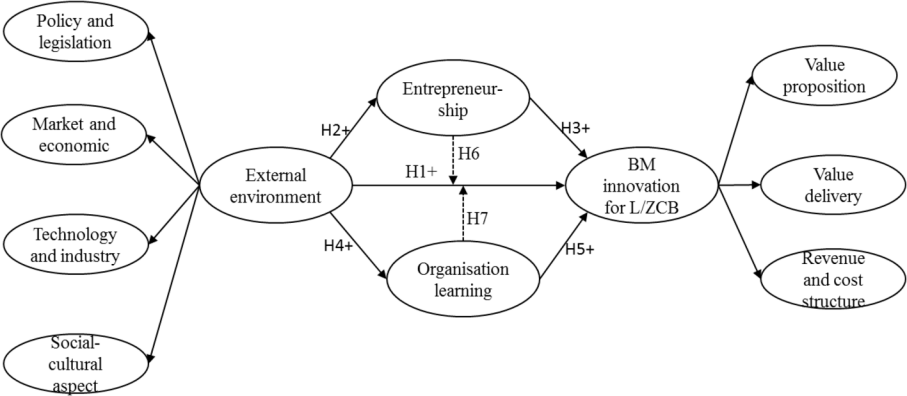 Policy and
legislation
Market and
economic
Technology
and industry
Social-
cultural
aspect
External
environment
H2+
H4+
Entrepreneur-
ship
H6
H1+
H7
Organisation
learning
H3+
H5+
BM
innovation
for L/ZCB
Value
proposition
Value
delivery
Revenue
and cost
structure